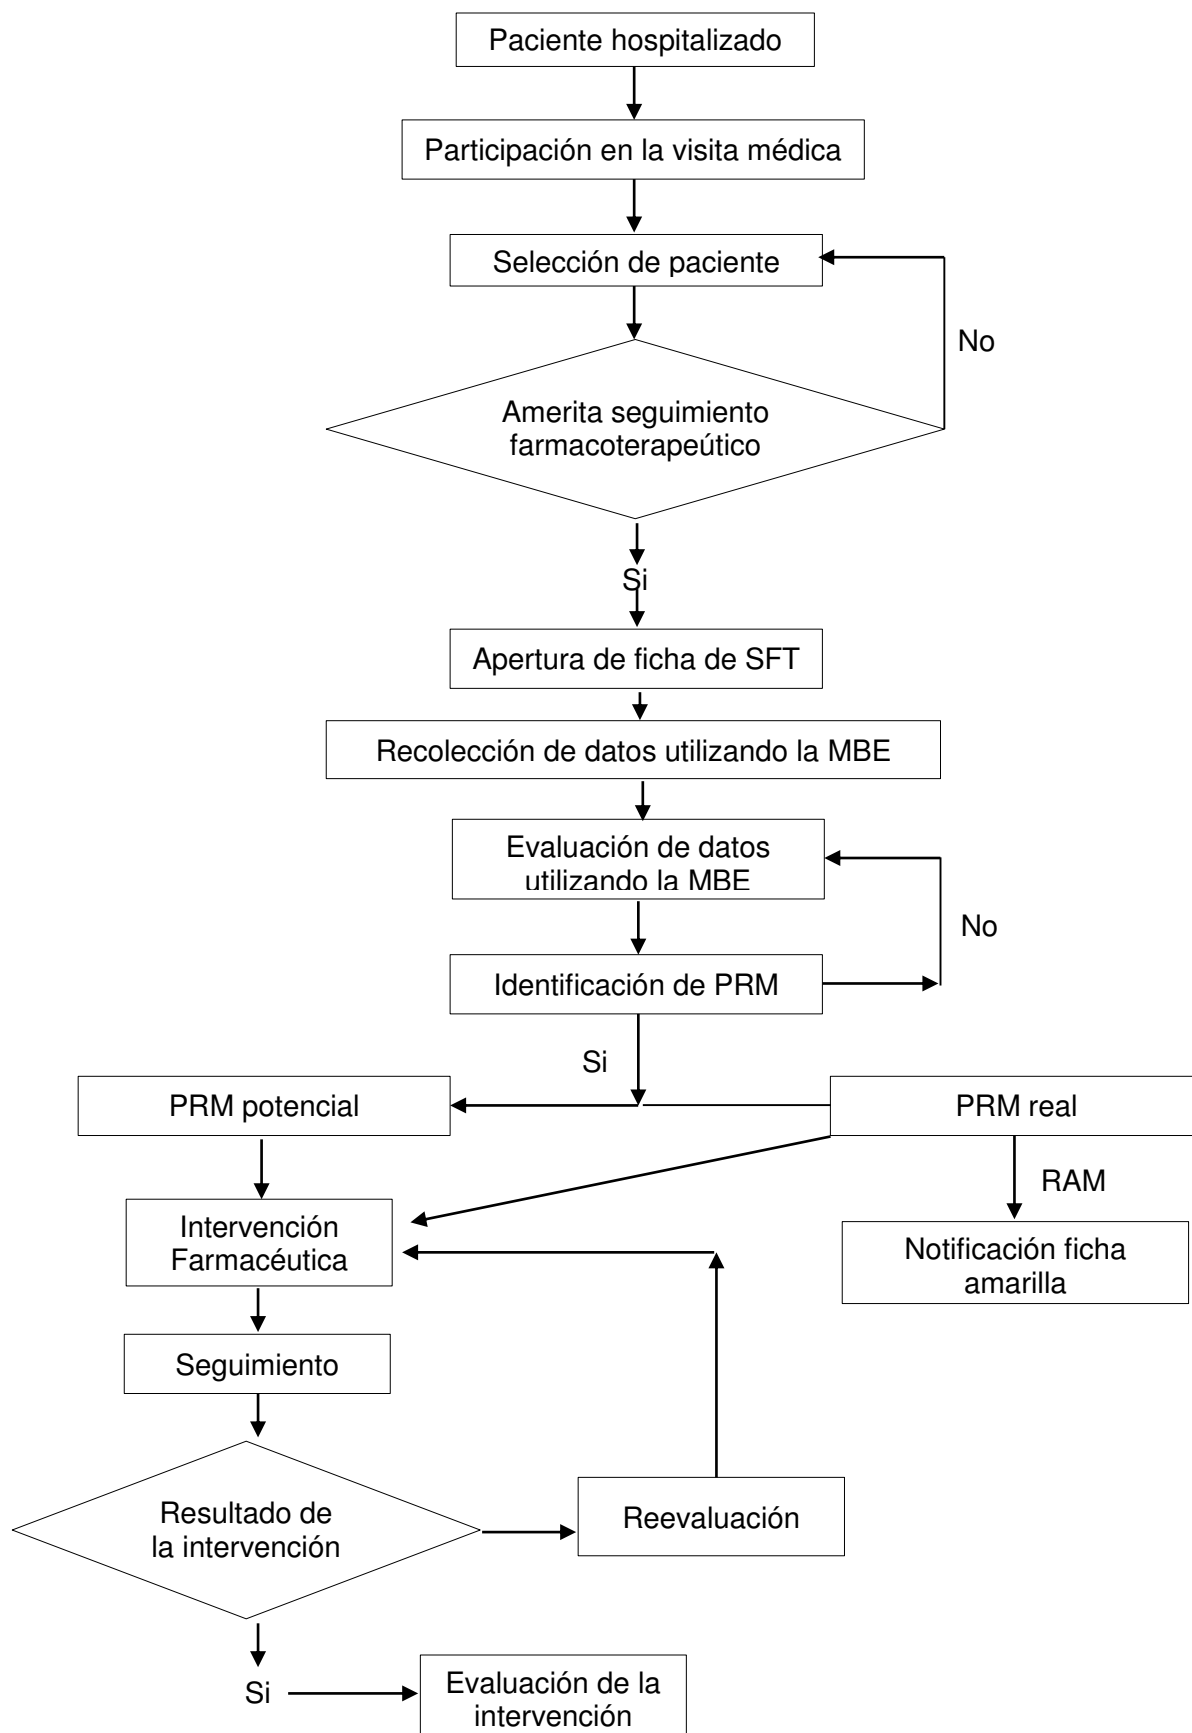 Paciente hospitalizado
Participación en la visita médica
Selección de paciente
No
Amerita seguimiento
farmacoterapeútico
Si
Apertura de ficha de SFT
Recolección de datos utilizando la MBE
Evaluación de datos
utilizando la MBE
No
Identificación de PRM
Si
PRM potencial
PRM real
RAM
Intervención
Farmacéutica
Notificación ficha
amarilla
Seguimiento
Resultado de
la intervención
Reevaluación
Si
Evaluación de la
intervención